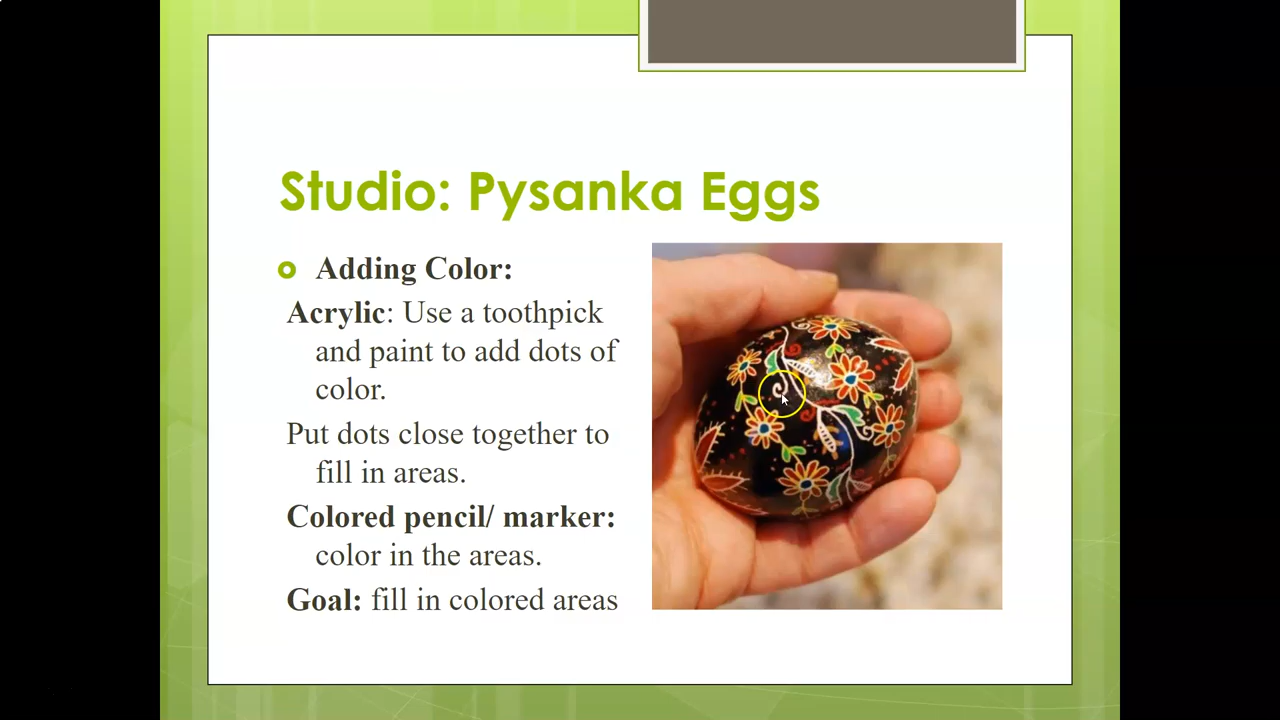 Studio: Pysanka Eggs
Adding Color:
Acrylic: Use a toothpick
and paint to add dots of
color.
Put dots close together to
fill in areas.
Colored pencil/ marker:
color in the areas.
Goal: fill in colored areas